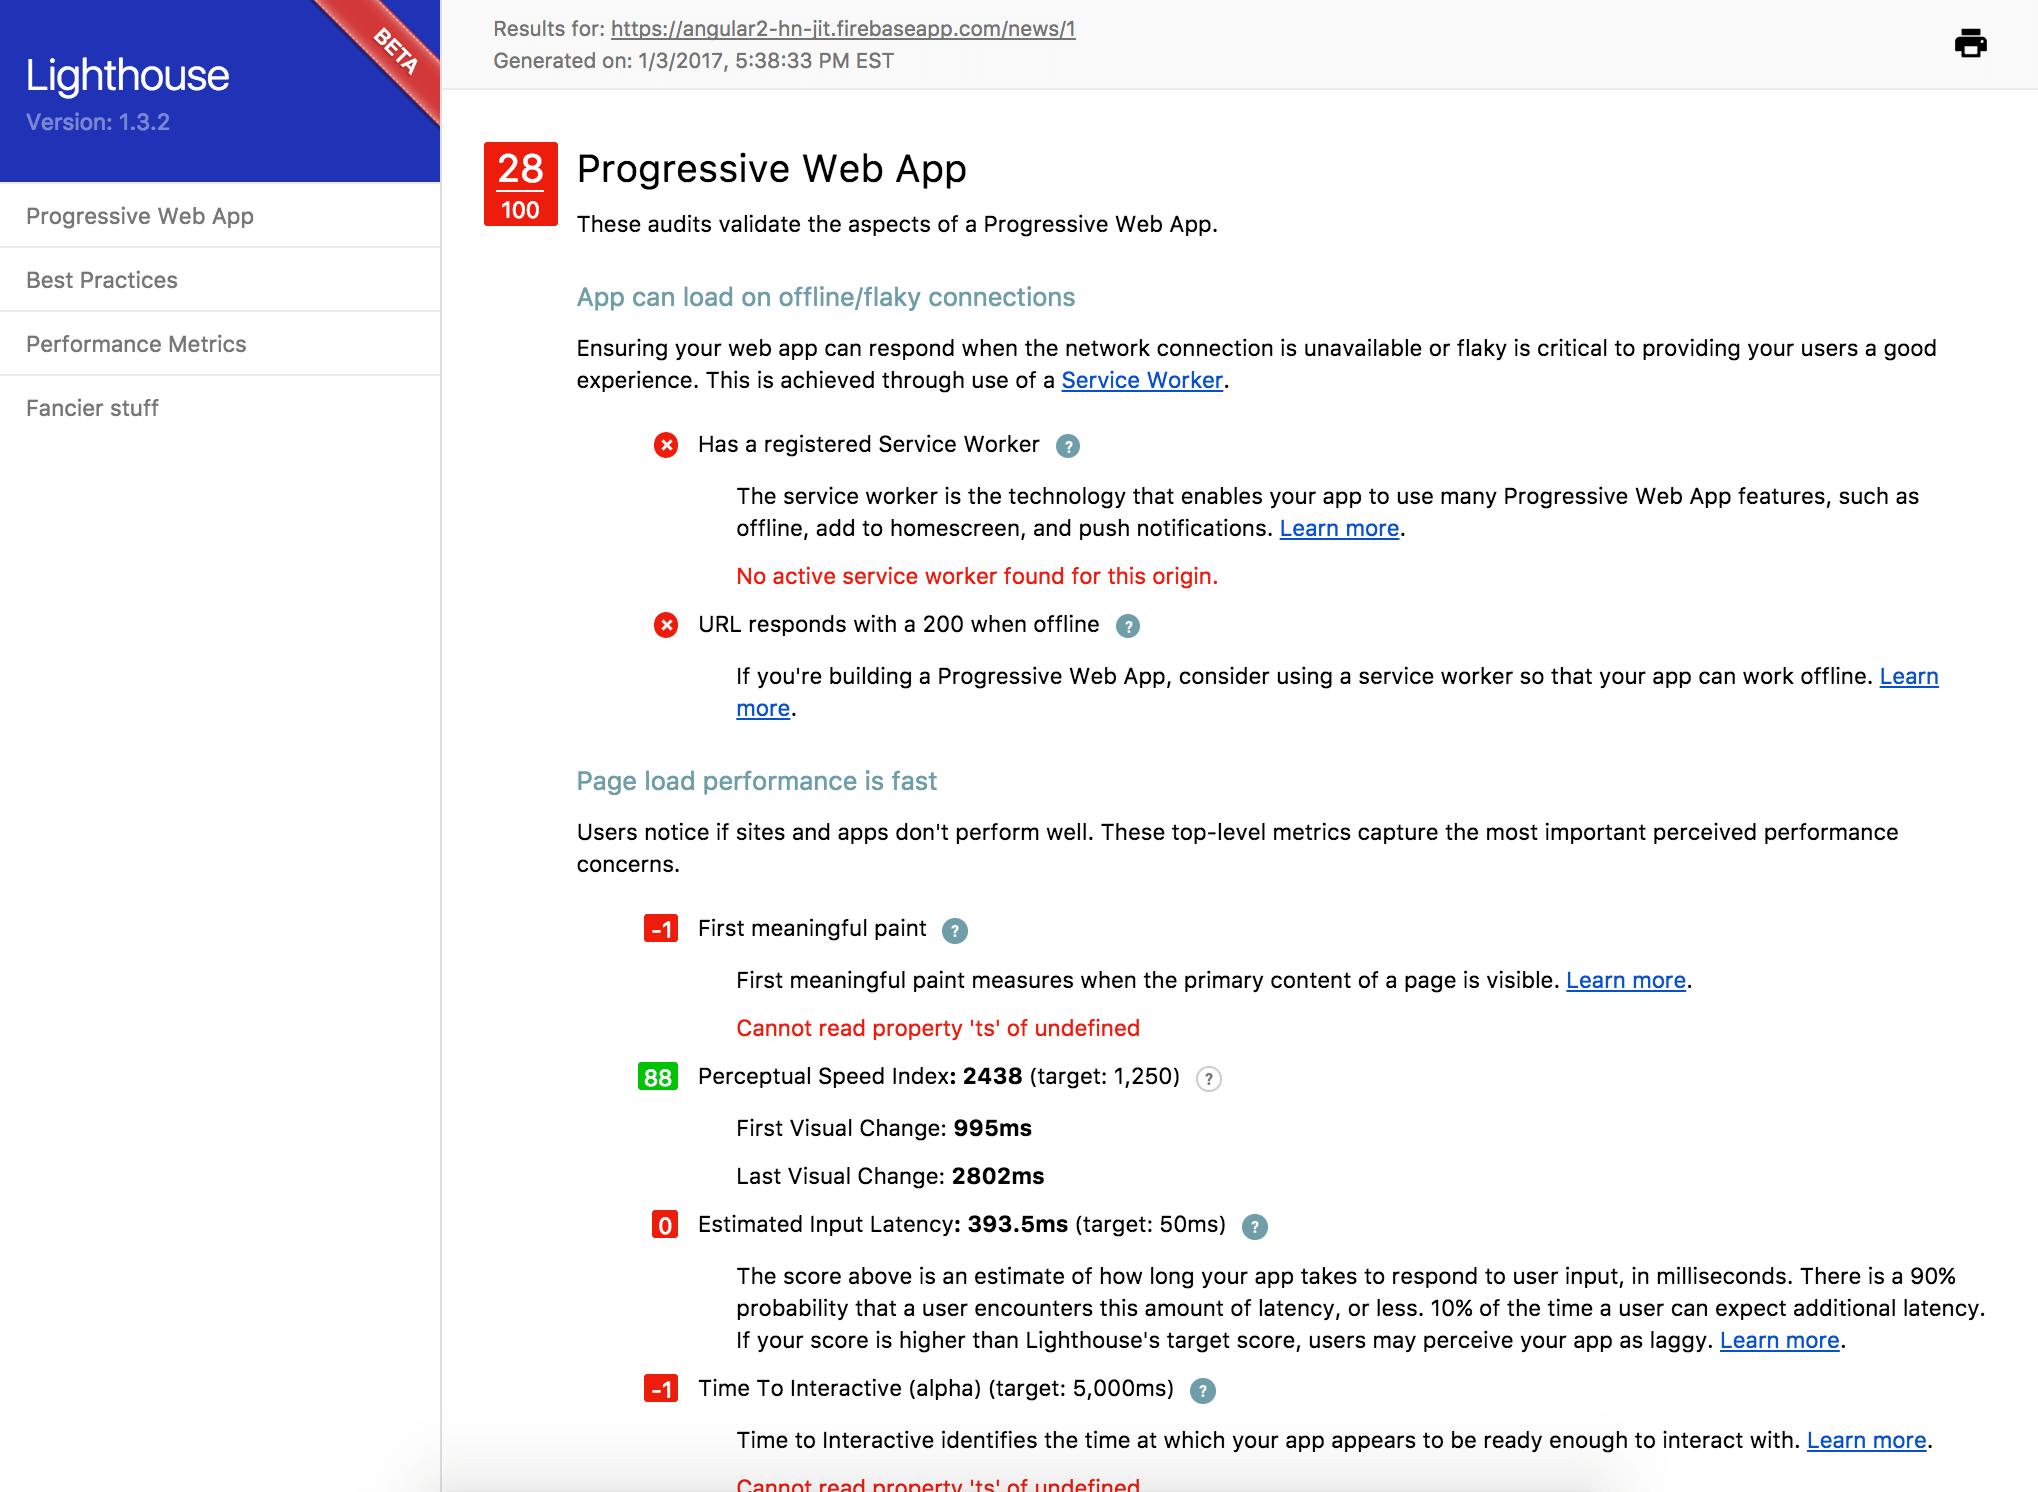 Lighthouse
BETA
Version: 1.3.2
Progressive Web App
Best Practices
Performance Metrics
Fancier stuff
Results for: https://angular2-hn-jit.firebaseapp.com/news/1
Generated on: 1/3/2017, 5:38:33 PM EST
28
100
Progressive Web App
These audits validate the aspects of a Progressive Web App.
App can load on offline/flaky connections
Ensuring your web app can respond when the network connection is unavailable or flaky is critical to providing your users a good
experience. This is achieved through use of a Service Worker.
Has a registered Service Worker ?
The service worker is the technology that enables your app to use many Progressive Web App features, such as
offline, add to homescreen, and push notifications. Learn more.
No active service worker found for this origin.
URL responds with a 200 when offline ?
If you're building a Progressive Web App, consider using a service worker so that your app can work offline. Learn
more.
Page load performance is fast
Users notice if sites and apps don't perform well. These top-level metrics capture the most important perceived performance
concerns.
-1 First meaningful paint ?
First meaningful paint measures when the primary content of a page is visible. Learn more.
Cannot read property 'ts' of undefined
88 Perceptual Speed Index: 2438 (target: 1,250) ?
First Visual Change: 995ms
Last Visual Change: 2802ms
0 Estimated Input Latency: 393.5ms (target: 50ms) ?
The score above is an estimate of how long your app takes to respond to user input, in milliseconds. There is a 90%
probability that a user encounters this amount of latency, or less. 10% of the time a user can expect additional latency.
If your score is higher than Lighthouse's target score, users may perceive your app as laggy. Learn more.
-1 Time To Interactive (alpha) (target: 5,000ms) ?
Time to Interactive identifies the time at which your app appears to be ready enough to interact with. Learn more.
Cannot read property 'ts' of undefined